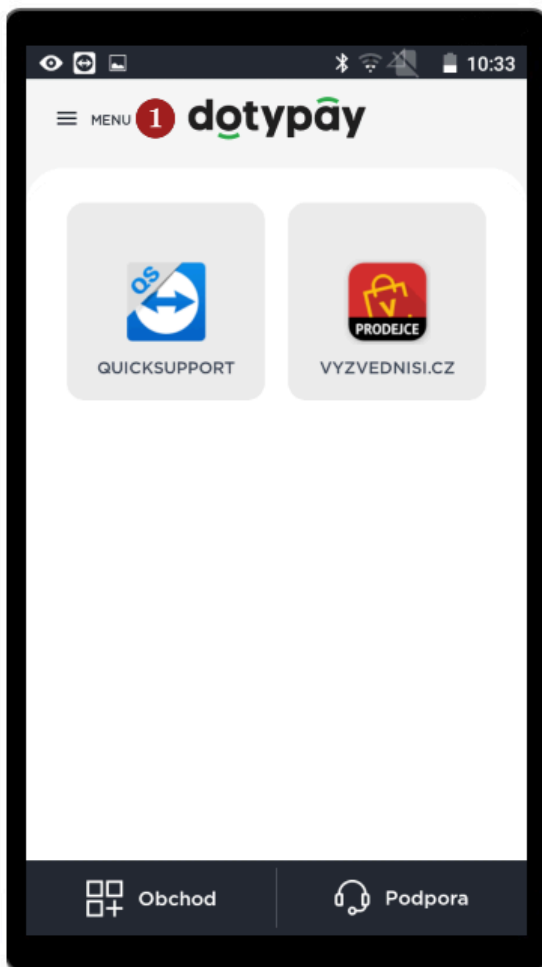 10:33
MENU 1 dotypay
QS
PRODEJCE
QUICKSUPPORT VYZVEDNISI.CZ
Obchod Podpora